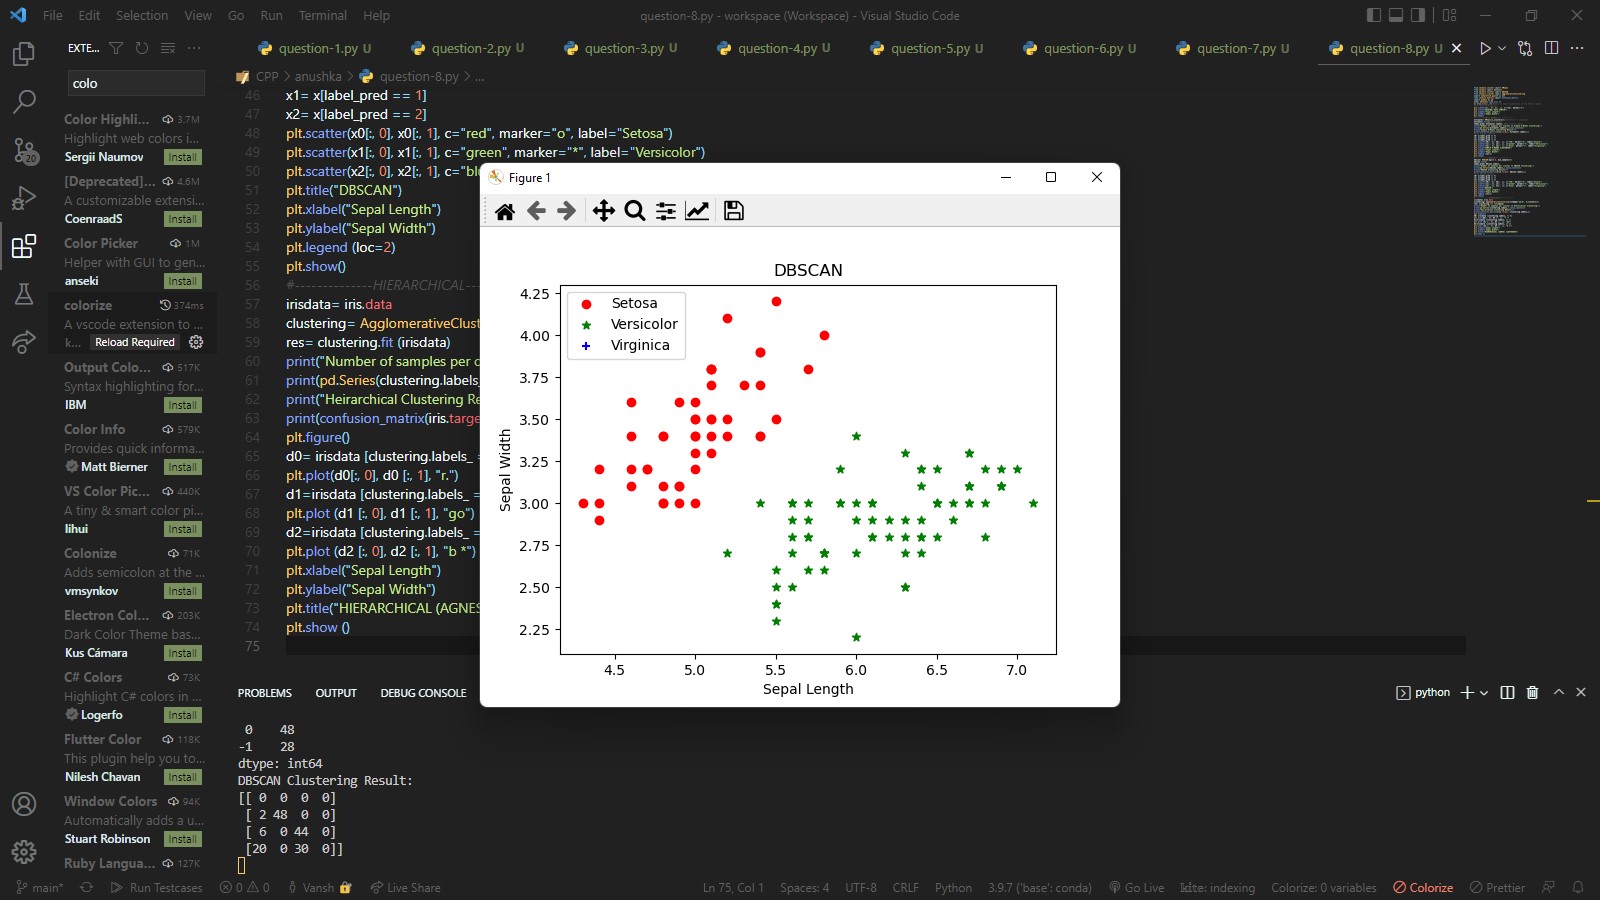 File Edit Selection View Go Run Terminal Help
question-8.py - workspace (Workspace) - Visual Studio Code
EXTE...
question-1.py U
question-2.py U
question-3.py U
question-4.py U
question-5.py U
question-6.py U
question-7.py U
question-8.py U
colo
CPP > anushka > question-8.py > ...
Color Highli... 3.7M
Highlight web colors i...
Sergii Naumov Install
[Deprecated]... 4.6M
A customizable extensi...
CoenraadS Install
Color Picker 1M
Helper with GUI to gen...
anseki Install
colorize 374ms
A vscode extension to ...
k... Reload Required
Output Colo... 517K
Syntax highlighting for...
IBM Install
Color Info 579K
Provides quick informa...
Matt Bierner Install
VS Color Pic... 440K
A tiny & smart color pi...
lihui Install
Colonize 71K
Adds semicolon at the ...
vmsynkov Install
Electron Col... 203K
Dark Color Theme bas...
Kus Cámara Install
C# Colors 73K
Highlight C# colors in ...
Logerfo Install
Flutter Color 118K
This plugin help you to...
Nilesh Chavan Install
Window Colors 94K
Automatically adds a u...
Stuart Robinson Install
Ruby Langua... 127K
20
46 x1= x[label_pred == 1]
47 x2= x[label_pred == 2]
48 plt.scatter(x0[:, 0], x0[:, 1], c="red", marker="o", label="Setosa")
49 plt.scatter(x1[:, 0], x1[:, 1], c="green", marker="*", label="Versicolor")
50 plt.scatter(x2[:, 0], x2[:, 1], c="bl
51 plt.title("DBSCAN")
52 plt.xlabel("Sepal Length")
53 plt.ylabel("Sepal Width")
54 plt.legend (loc=2)
55 plt.show()
56 #--------------HIERARCHICAL---
57 irisdata= iris.data
58 clustering= AgglomerativeClust
59 res= clustering.fit (irisdata)
60 print("Number of samples per c
61 print(pd.Series(clustering.labels_
62 print("Heirarchical Clustering Re
63 print(confusion_matrix(iris.targe
64 plt.figure()
65 d0= irisdata [clustering.labels_ =
66 plt.plot(d0[:, 0], d0 [:, 1], "r.")
67 d1=irisdata [clustering.labels_ =
68 plt.plot (d1 [:, 0], d1 [:, 1], "go")
69 d2=irisdata [clustering.labels_ =
70 plt.plot (d2 [:, 0], d2 [:, 1], "b *")
71 plt.xlabel("Sepal Length")
72 plt.ylabel("Sepal Width")
73 plt.title("HIERARCHICAL (AGNES
74 plt.show ()
75
Figure 1
DBSCAN
Setosa
Versicolor
Virginica
4.25
4.00
3.75
3.50
3.25
3.00
2.75
2.50
2.25
Sepal Width
4.5 5.0 5.5 6.0 6.5 7.0
Sepal Length
PROBLEMS OUTPUT DEBUG CONSOLE
python
0 48
-1 28
dtype: int64
DBSCAN Clustering Result:
[[ 0 0 0 0]
[ 2 48 0 0]
[ 6 0 44 0]
[20 0 30 0]]
main* Run Testcases 0 0 Vansh Live Share
Ln 75, Col 1 Spaces: 4 UTF-8 CRLF Python 3.9.7 ('base': conda) Go Live kite: indexing Colorize: 0 variables Colorize Prettier